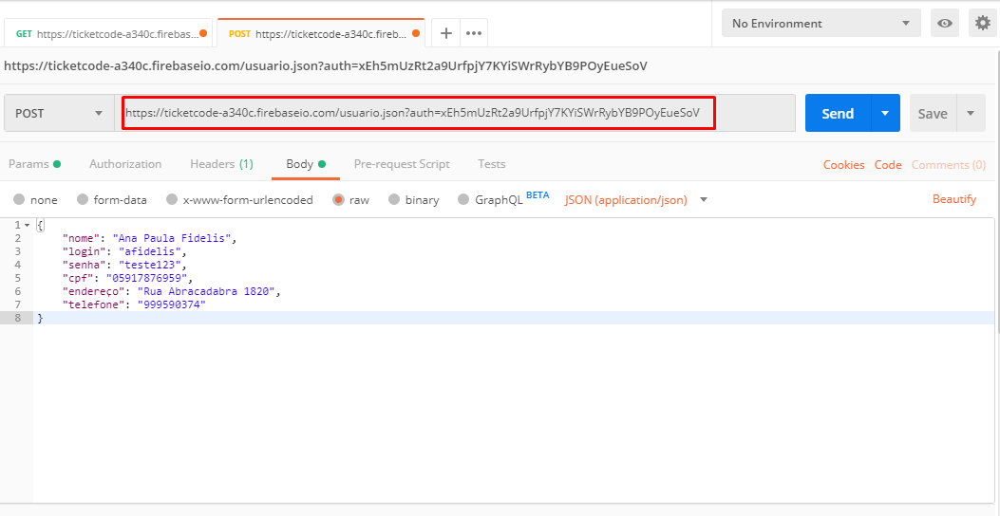 GET https://ticketcode-a340c.firebas... POST https://ticketcode-a340c.fireb... + ••• No Environment
https://ticketcode-a340c.firebaseio.com/usuario.json?auth=xEh5mUzRt2a9UrfpjY7KYiSWrRybYB9POyEueSoV
POST https://ticketcode-a340c.firebaseio.com/usuario.json?auth=xEh5mUzRt2a9UrfpjY7KYiSWrRybYB9POyEueSoV Send Save
Params Authorization Headers (1) Body Pre-request Script Tests Cookies Code Comments (0)
none form-data x-www-form-urlencoded raw binary GraphQL BETA JSON (application/json) Beautify
1 {
2 "nome": "Ana Paula Fidelis",
3 "login": "afidelis",
4 "senha": "teste123",
5 "cpf": "05917876959",
6 "endereço": "Rua Abracadabra 1820",
7 "telefone": "999590374"
8 }